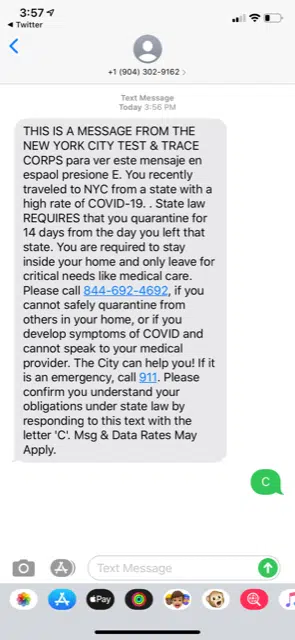 3:57
◀ Twitter
+1 (904) 302-9162 >
Text Message
Today 3:56 PM
THIS IS A MESSAGE FROM THE
NEW YORK CITY TEST & TRACE
CORPS para ver este mensaje en
espaol presione E. You recently
traveled to NYC from a state with a
high rate of COVID-19. . State law
REQUIRES that you quarantine for
14 days from the day you left that
state. You are required to stay
inside your home and only leave for
critical needs like medical care.
Please call 844-692-4692, if you
cannot safely quarantine from
others in your home, or if you
develop symptoms of COVID and
cannot speak to your medical
provider. The City can help you! If it
is an emergency, call 911. Please
confirm you understand your
obligations under state law by
responding to this text with the
letter 'C'. Msg & Data Rates May
Apply.
C
Text Message
Pay